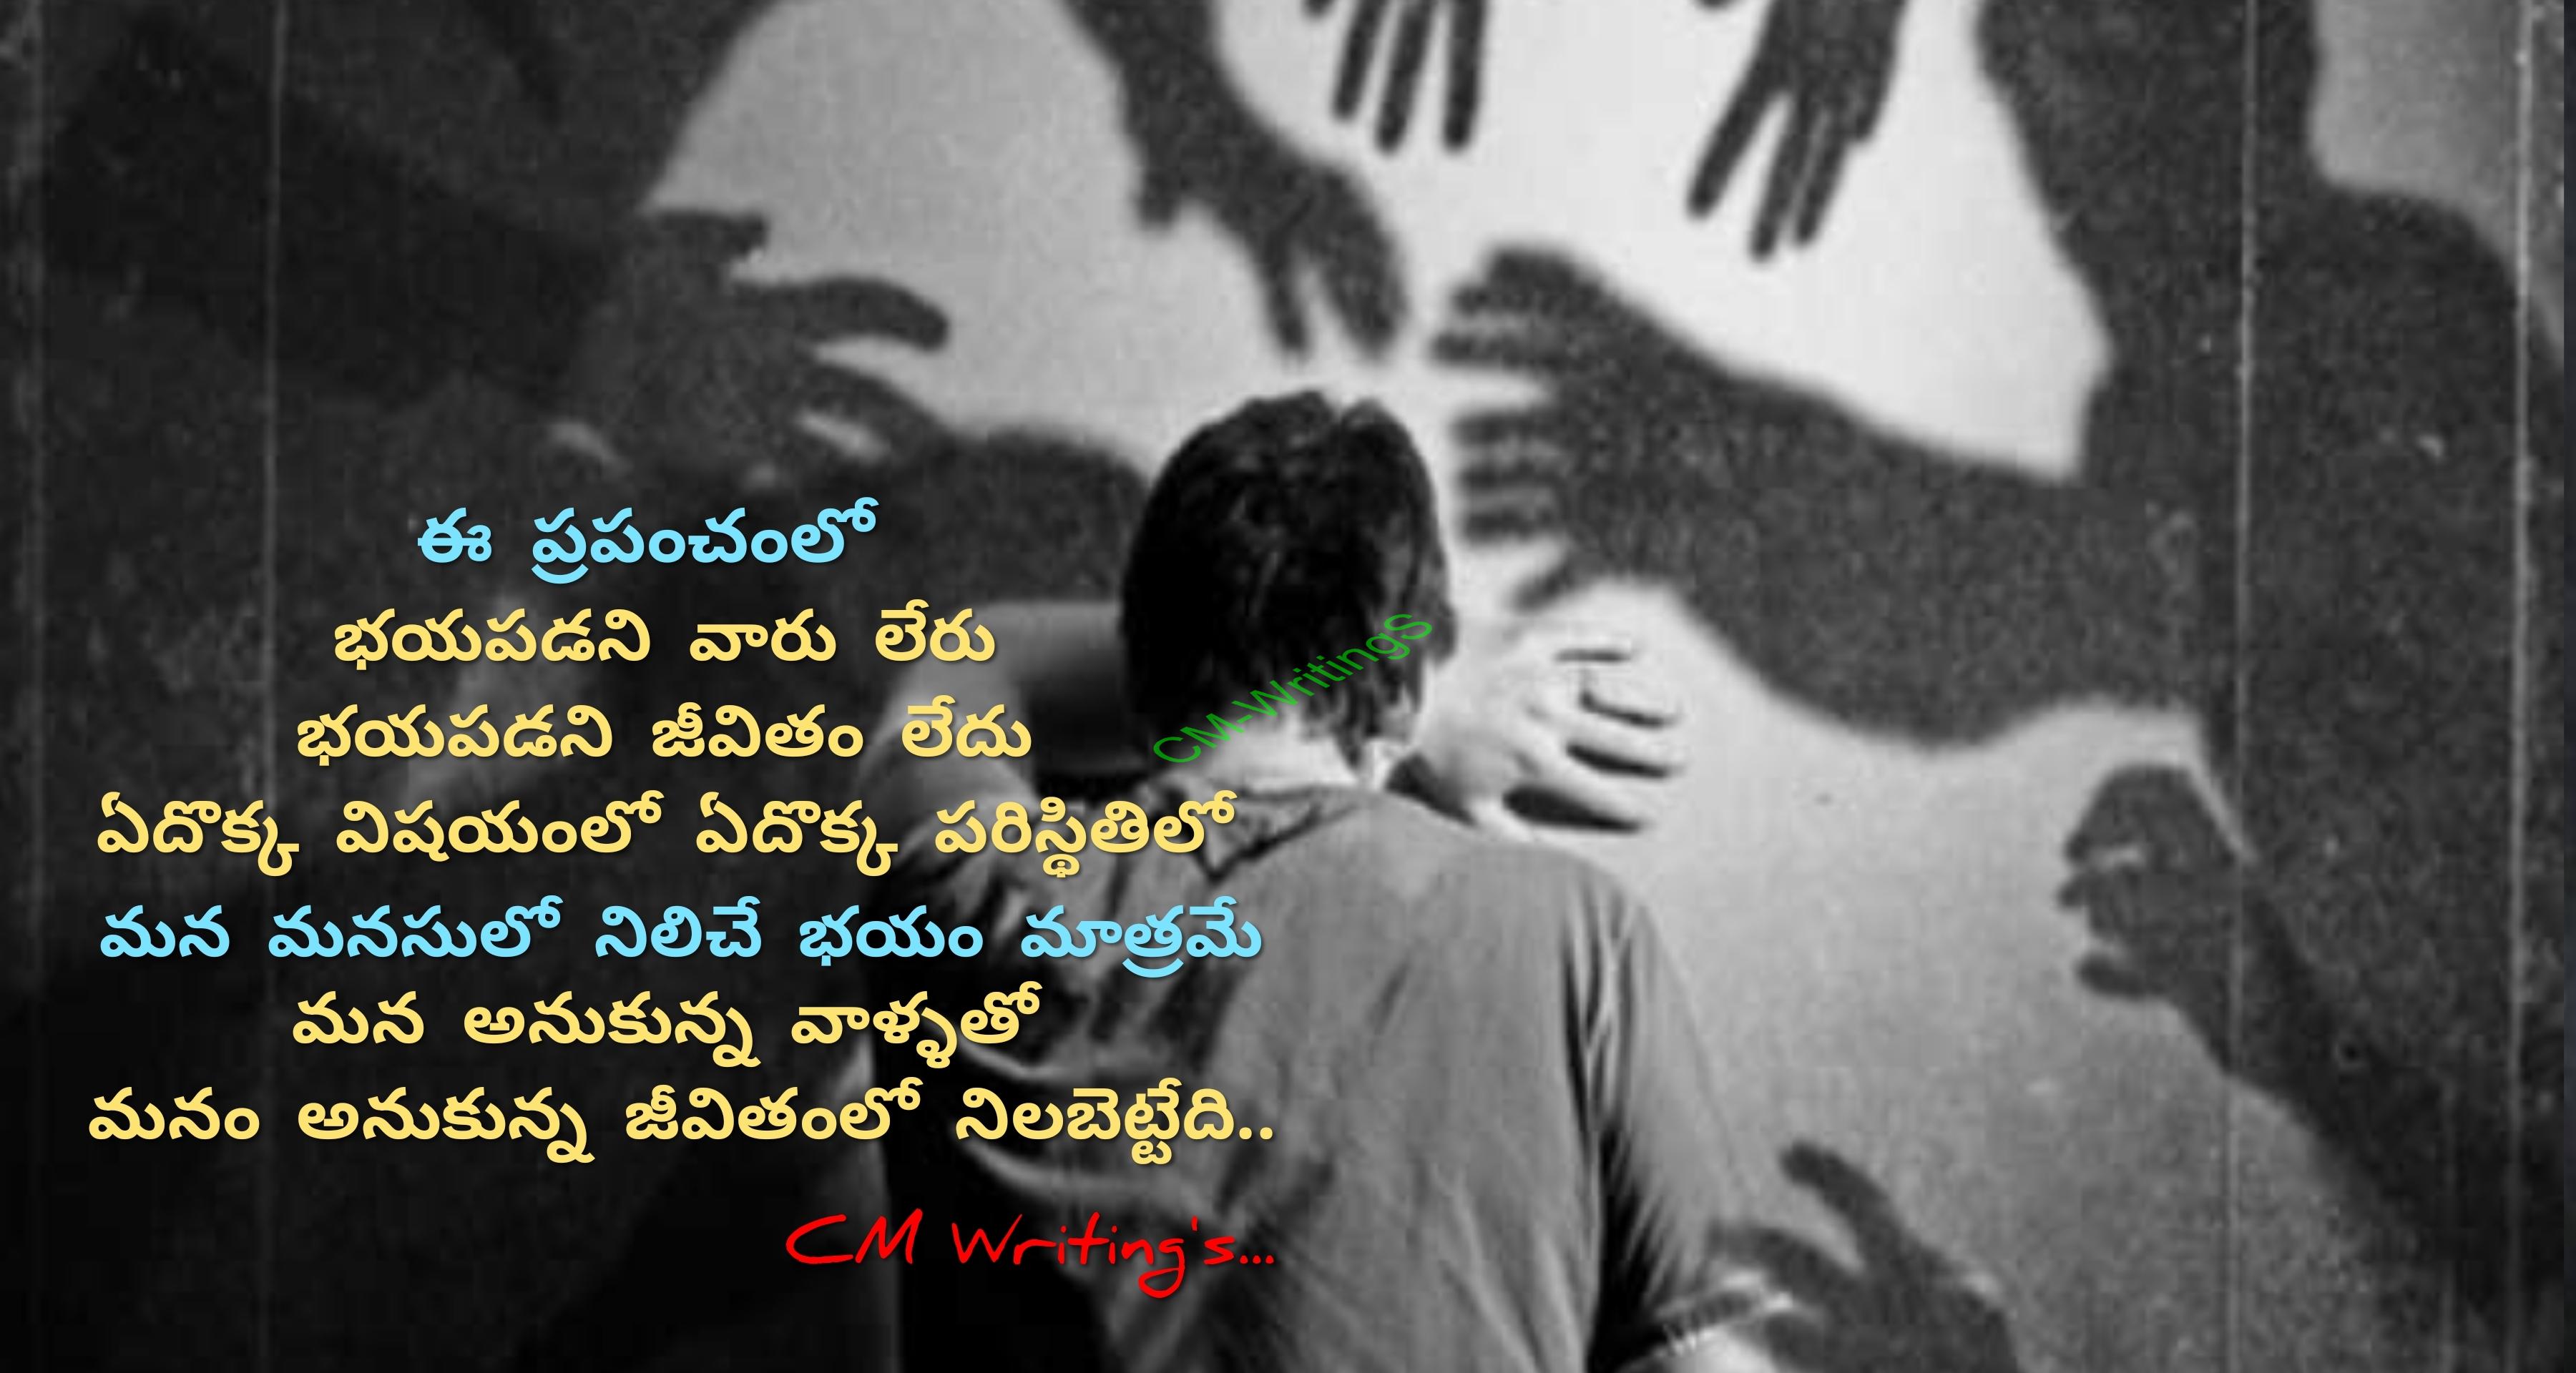 ఈ ప్రపంచంలో
భయపడని వారు లేరు
భయపడని జీవితం లేదు
ఏదొక్క విషయంలో ఏదొక్క పరిస్థితిలో
మన మనసులో నిలిచే భయం మాత్రమే
మన అనుకున్న వాళ్ళతో
మనం అనుకున్న జీవితంలో నిలబెట్టేది..
CM Writing's...
CM-WritingS